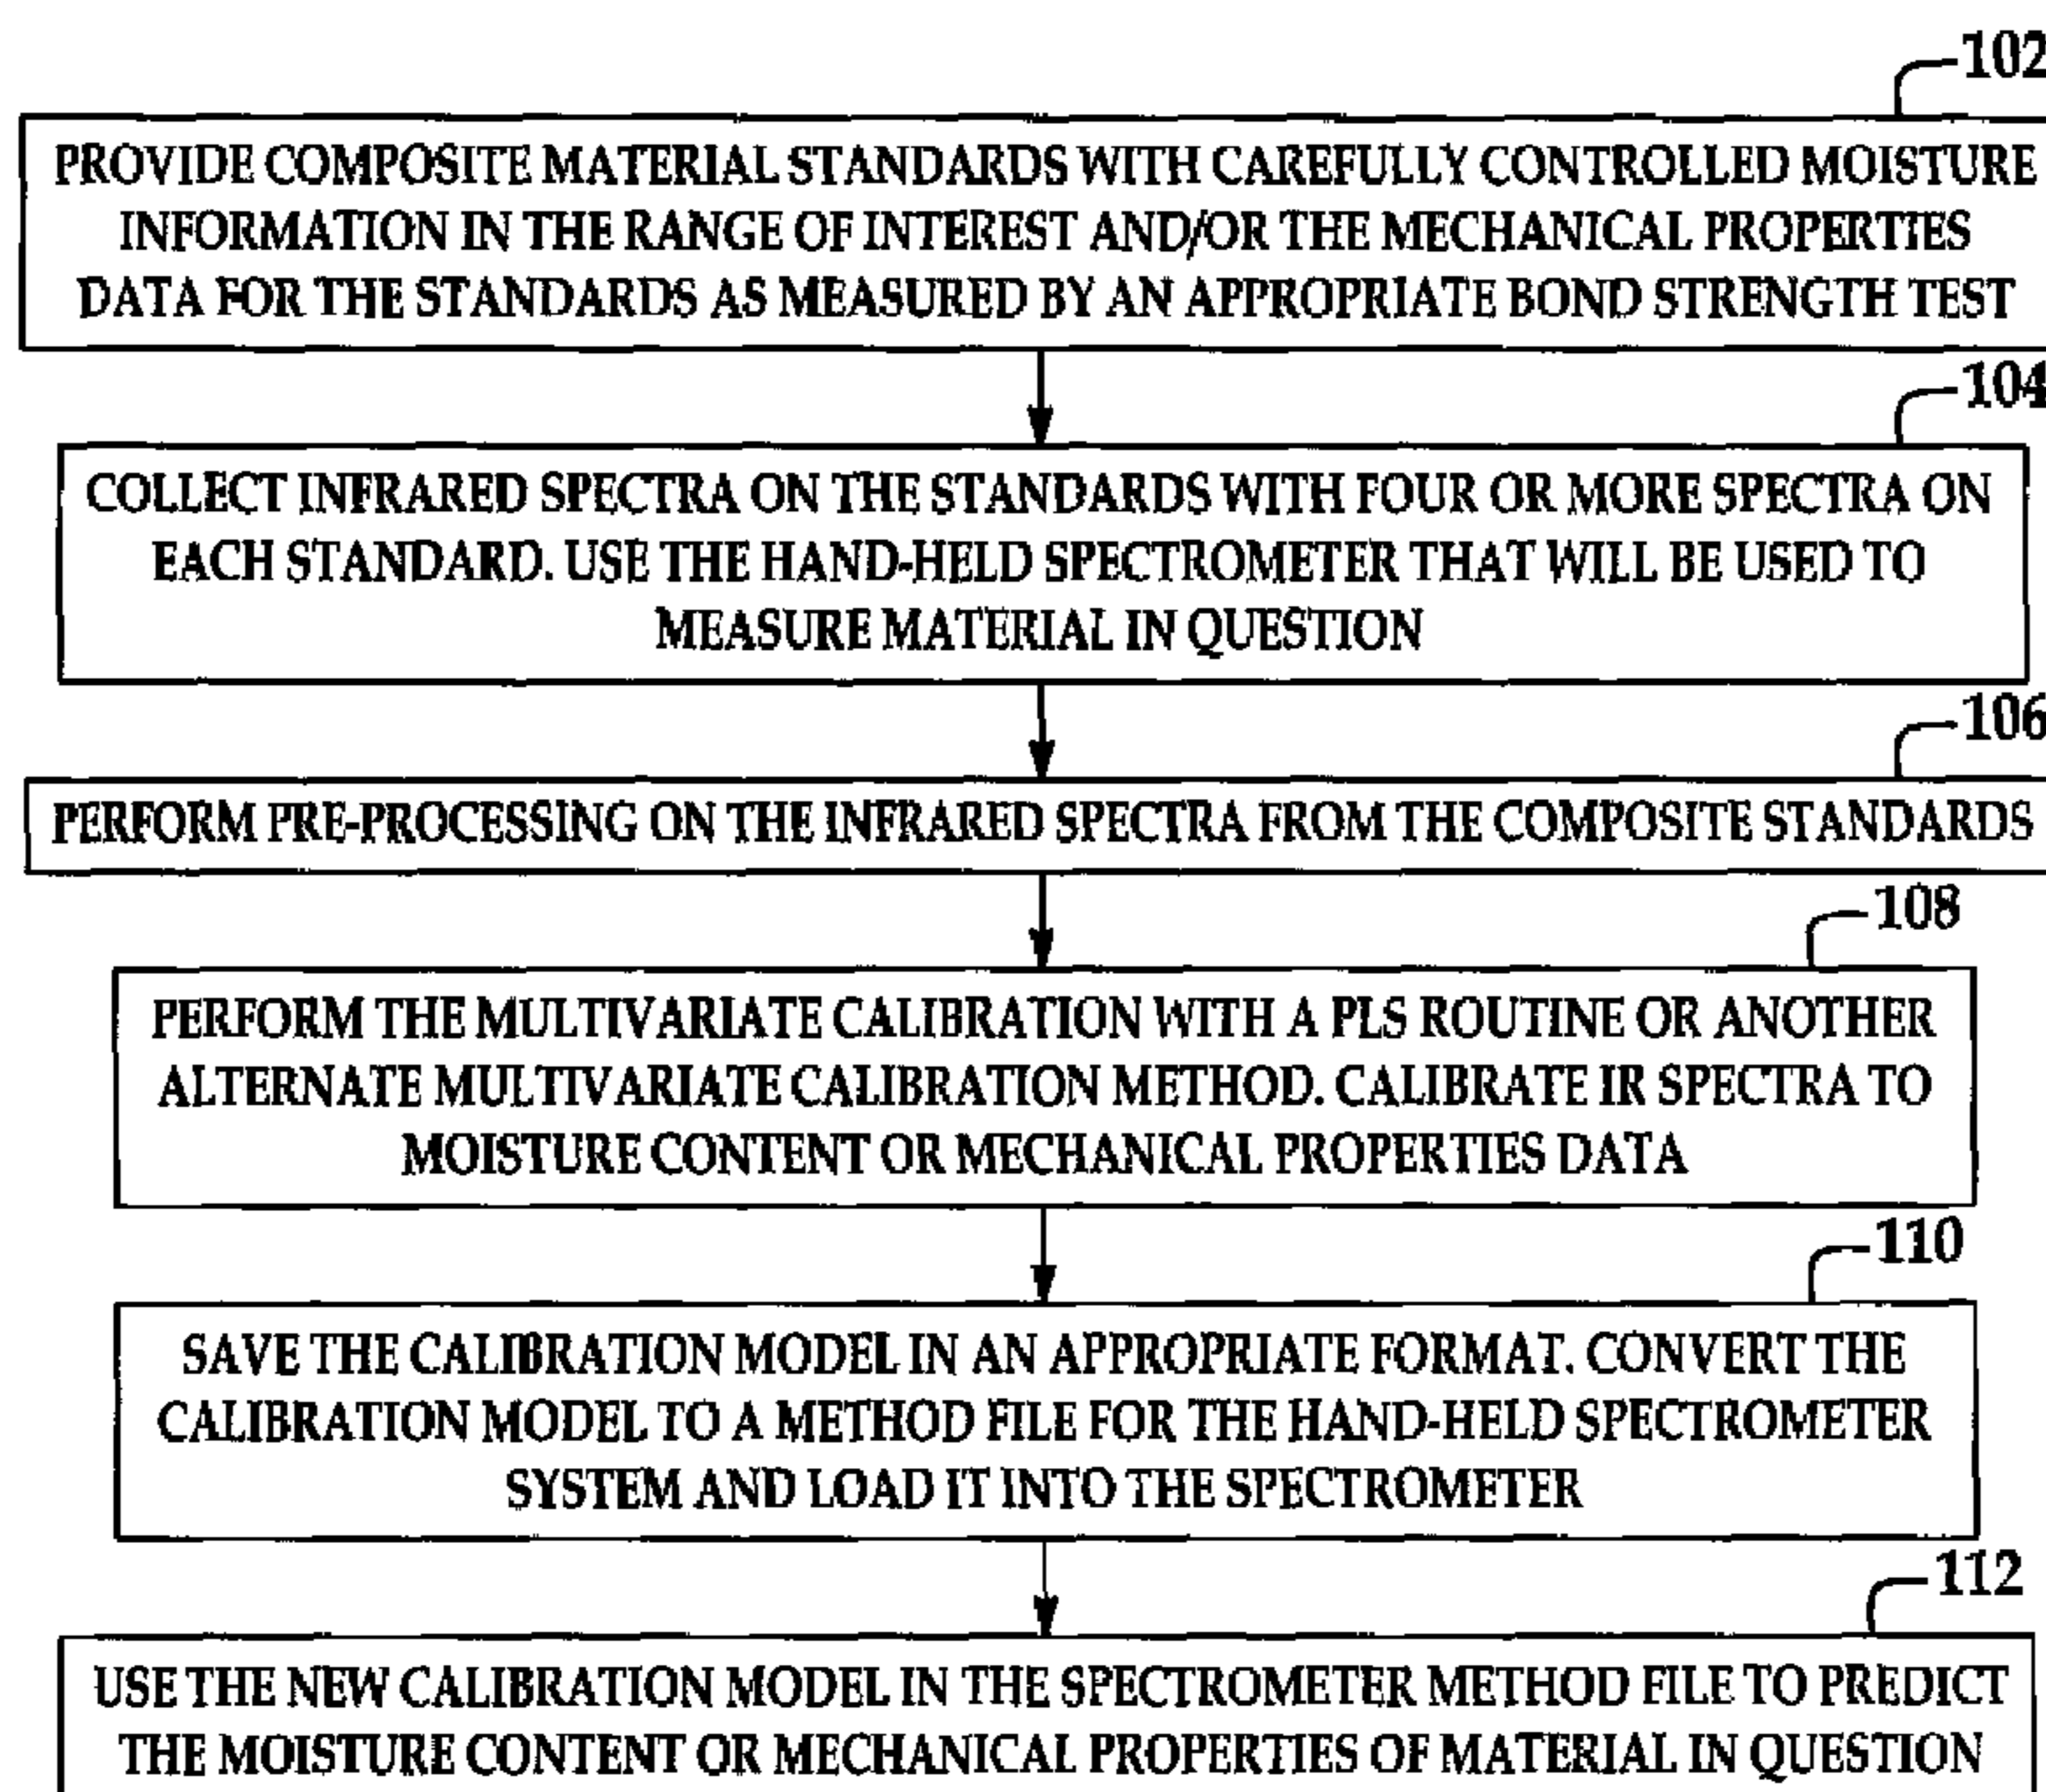 102
PROVIDE COMPOSITE MATERIAL STANDARDS WITH CAREFULLY CONTROLLED MOISTURE
INFORMATION IN THE RANGE OF INTEREST AND/OR THE MECHANICAL PROPERTIES
DATA FOR THE STANDARDS AS MEASURED BY AN APPROPRIATE BOND STRENGTH TEST
104
COLLECT INFRARED SPECTRA ON THE STANDARDS WITH FOUR OR MORE SPECTRA ON
EACH STANDARD. USE THE HAND-HELD SPECTROMETER THAT WILL BE USED TO
MEASURE MATERIAL IN QUESTION
106
PERFORM PRE-PROCESSING ON THE INFRARED SPECTRA FROM THE COMPOSITE STANDARDS
108
PERFORM THE MULTIVARIATE CALIBRATION WITH A PLS ROUTINE OR ANOTHER
ALTERNATE MULTIVARIATE CALIBRATION METHOD. CALIBRATE IR SPECTRA TO
MOISTURE CONTENT OR MECHANICAL PROPERTIES DATA
110
SAVE THE CALIBRATION MODEL IN AN APPROPRIATE FORMAT. CONVERT THE
CALIBRATION MODEL TO A METHOD FILE FOR THE HAND-HELD SPECTROMETER
SYSTEM AND LOAD IT INTO THE SPECTROMETER
112
USE THE NEW CALIBRATION MODEL IN THE SPECTROMETER METHOD FILE TO PREDICT
THE MOISTURE CONTENT OR MECHANICAL PROPERTIES OF MATERIAL IN QUESTION